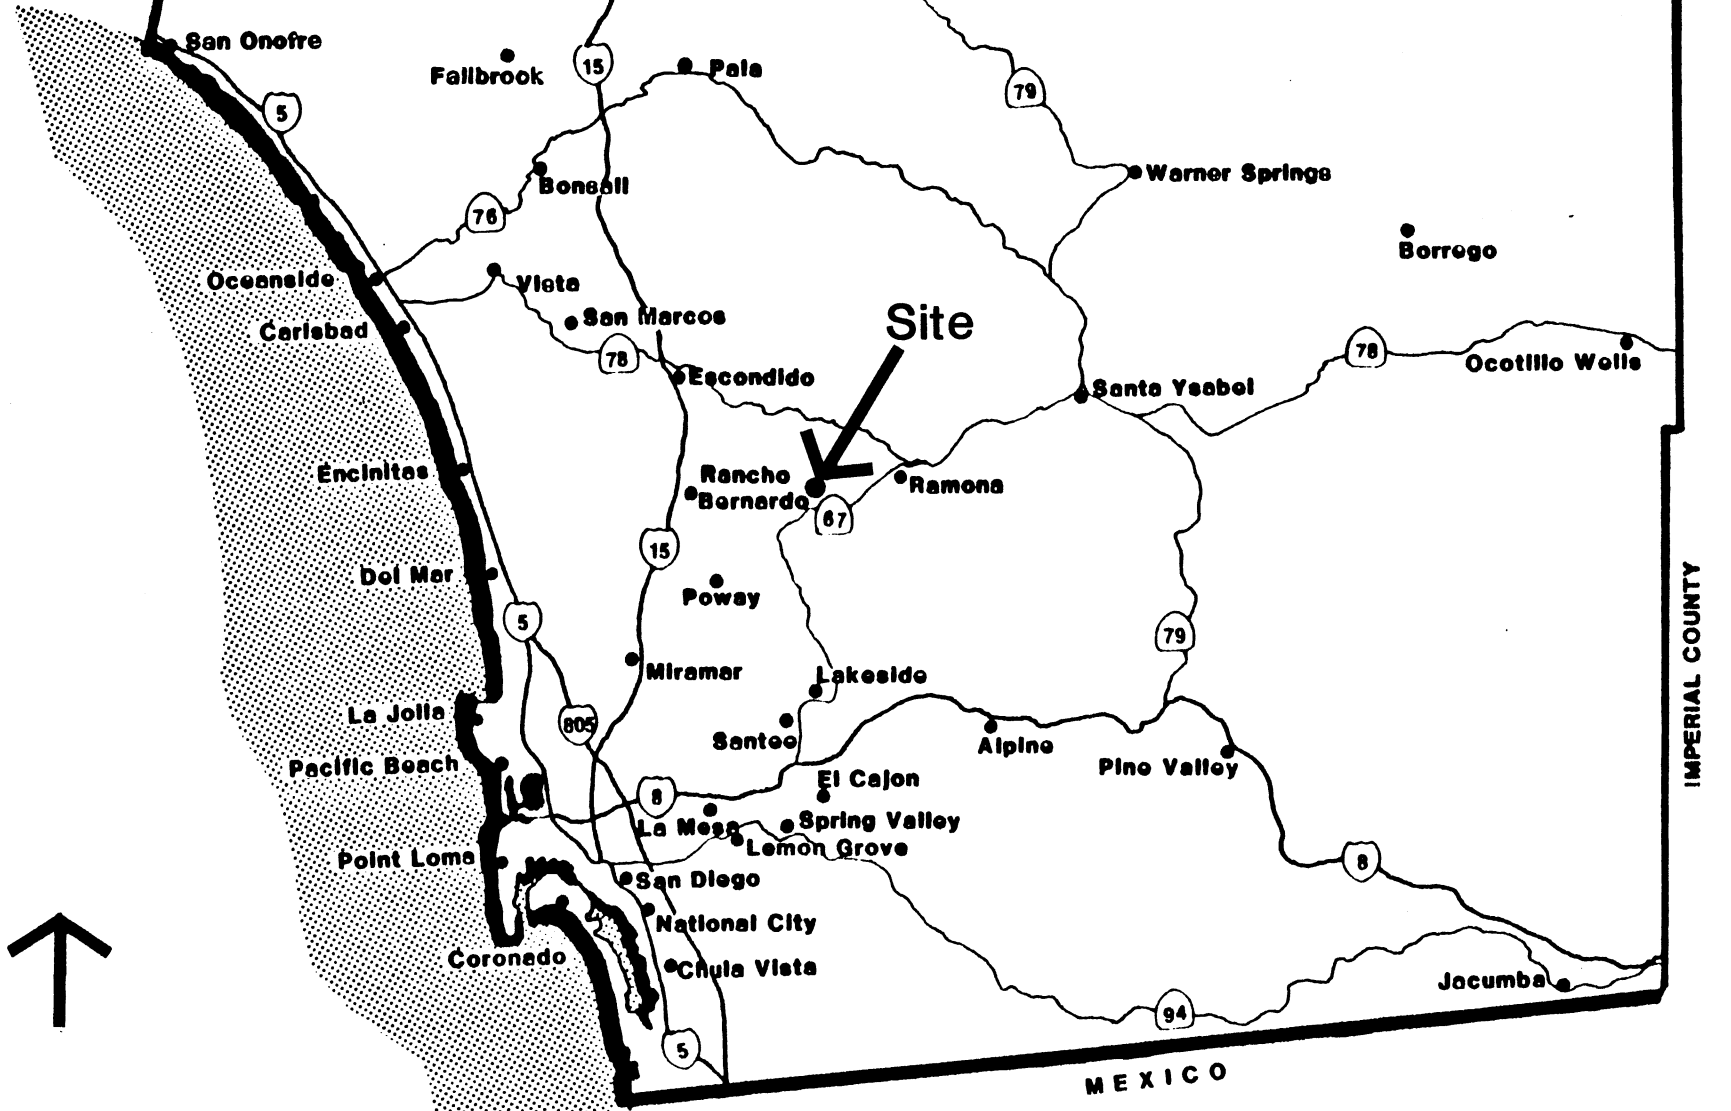 San Onofre
Fallbrook
15
Pala
79
5
Warner Springs
Bonsall
76
Borrego
Oceanside
Vista
Carlsbad
San Marcos
Site
78
78
Ocotillo Wells
Escondido
Santa Ysabel
Encinitas
Rancho
Bernardo
Ramona
67
15
Del Mar
Poway
5
79
IMPERIAL COUNTY
Miramar
Lakeside
La Jolla
805
Santee
Alpine
Pacific Beach
Pine Valley
El Cajon
8
La Mesa
Spring Valley
Lemon Grove
Point Loma
8
San Diego
National City
Coronado
Chula Vista
Jacumba
94
5
MEXICO